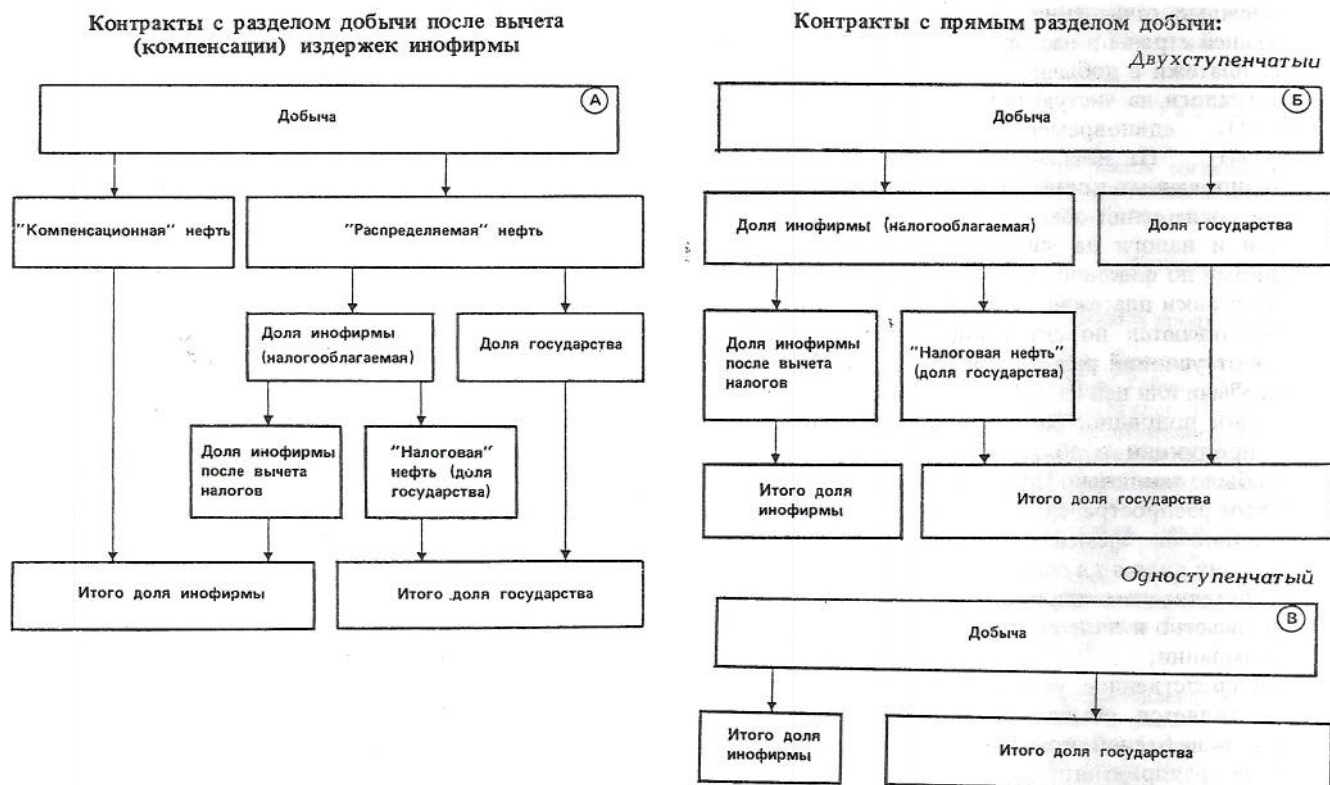 Контракты с разделом добычи после вычета
(компенсации) издержек инофирмы
А
Добыча
"Компенсационная" нефть
"Распределяемая" нефть
Доля инофирмы
(налогооблагаемая)
Доля государства
Доля инофирмы
после вычета
налогов
"Налоговая"
нефть (доля
государства)
Итого доля инофирмы
Итого доля государства
Контракты с прямым разделом добычи:
Двухступенчатый
Б
Добыча
Доля инофирмы (налогооблагаемая)
Доля государства
Доля инофирмы
после вычета
налогов
"Налоговая нефть"
(доля государства)
Итого доля
инофирмы
Итого доля государства
Одноступенчатый
В
Добыча
Итого доля
инофирмы
Итого доля государства